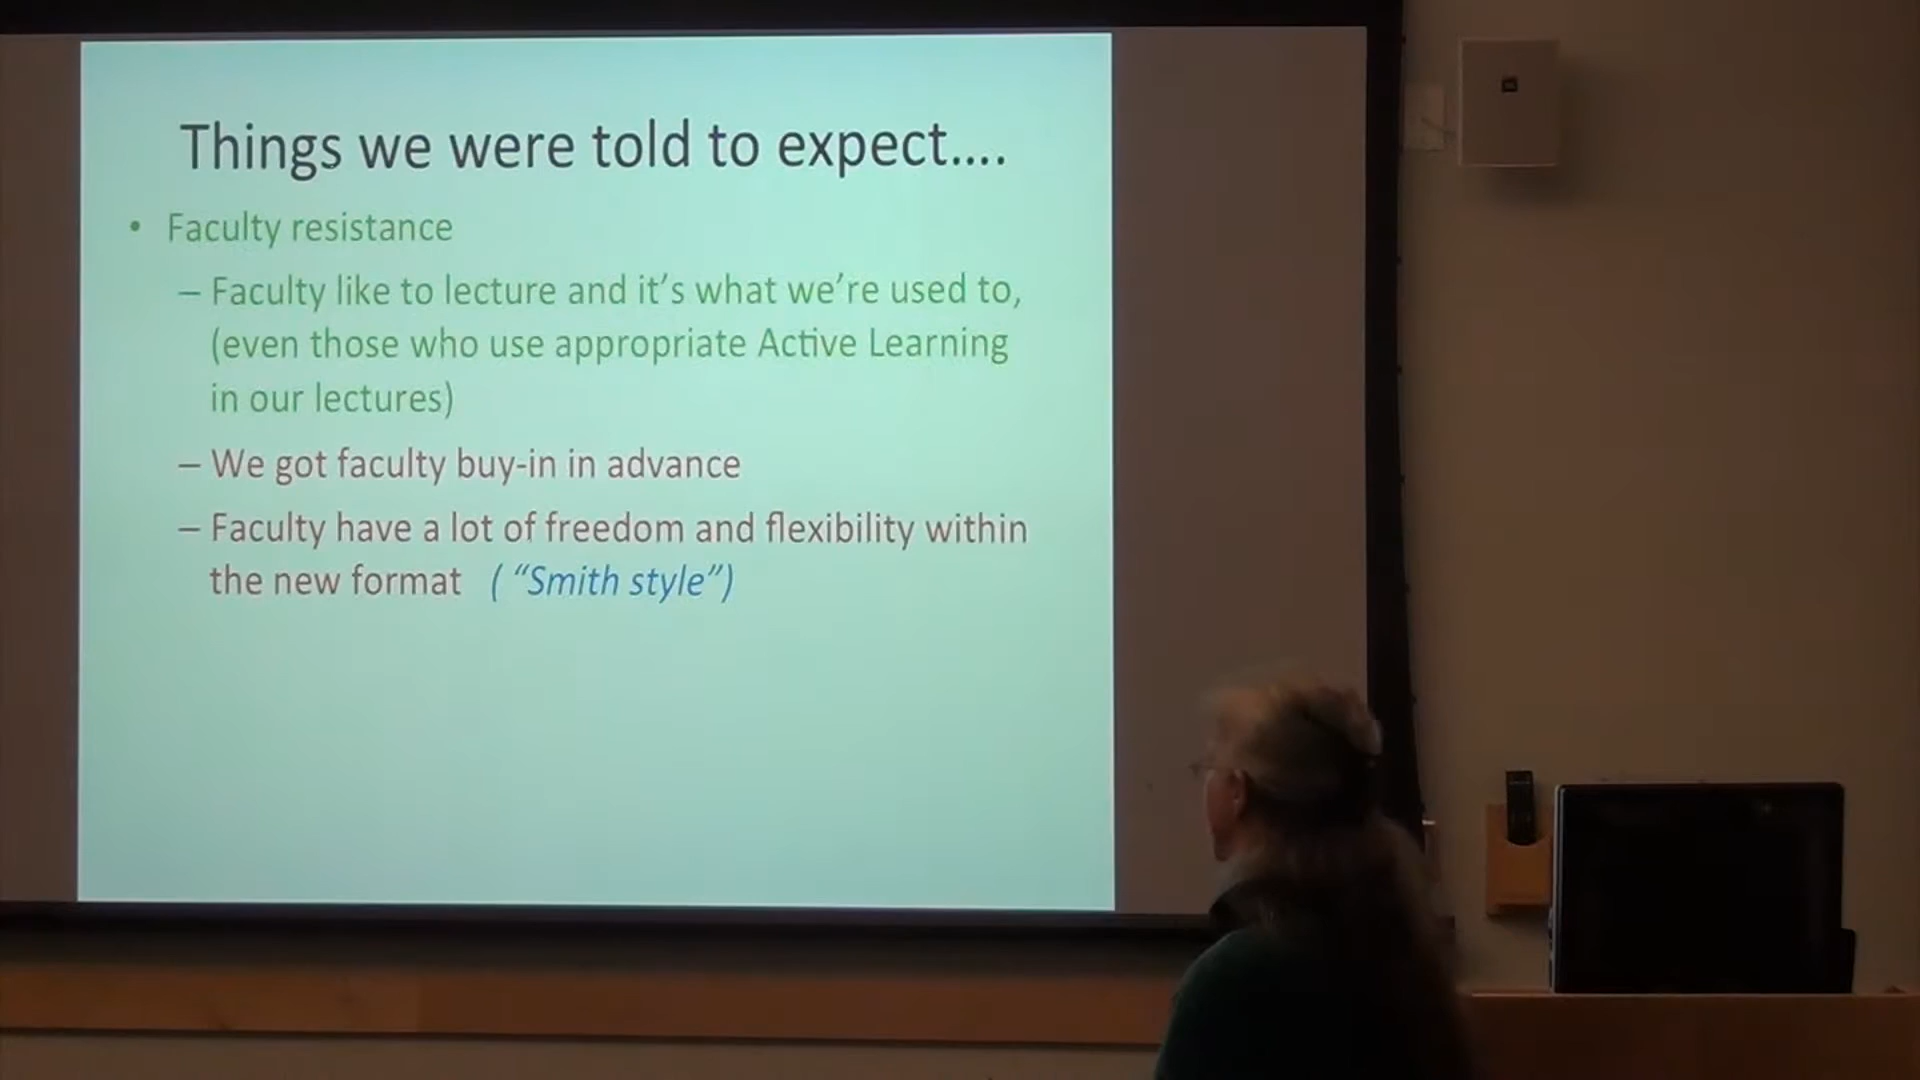 Things we were told to expect....
• Faculty resistance
– Faculty like to lecture and it's what we're used to,
(even those who use appropriate Active Learning
in our lectures)
– We got faculty buy-in in advance
– Faculty have a lot of freedom and flexibility within
the new format ( “Smith style”)